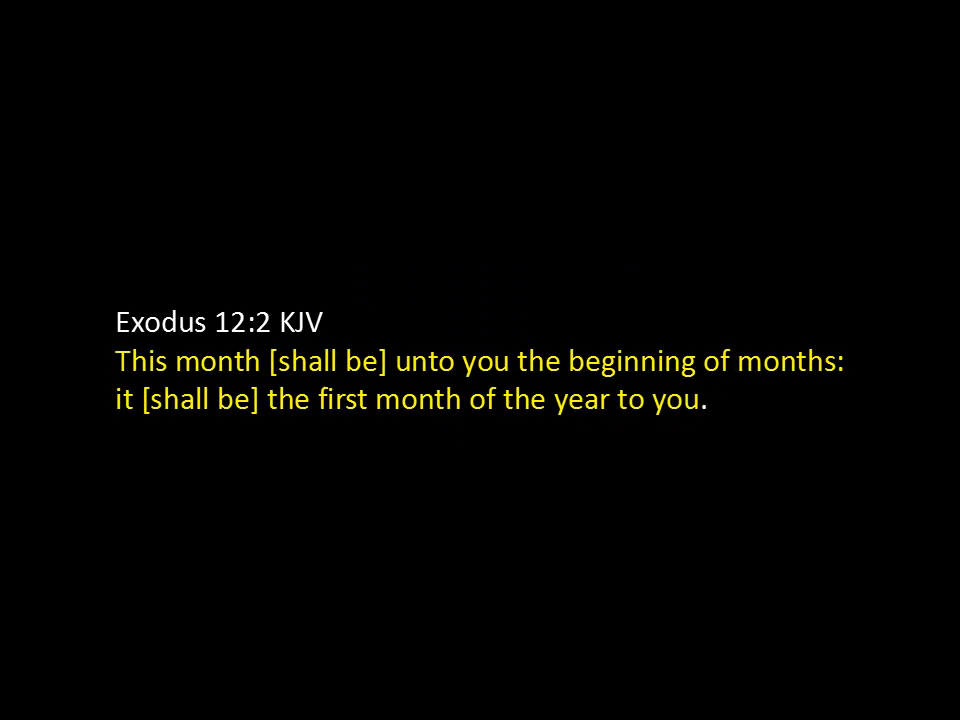 Exodus 12:2 KJV
This month [shall be] unto you the beginning of months:
it [shall be] the first month of the year to you.